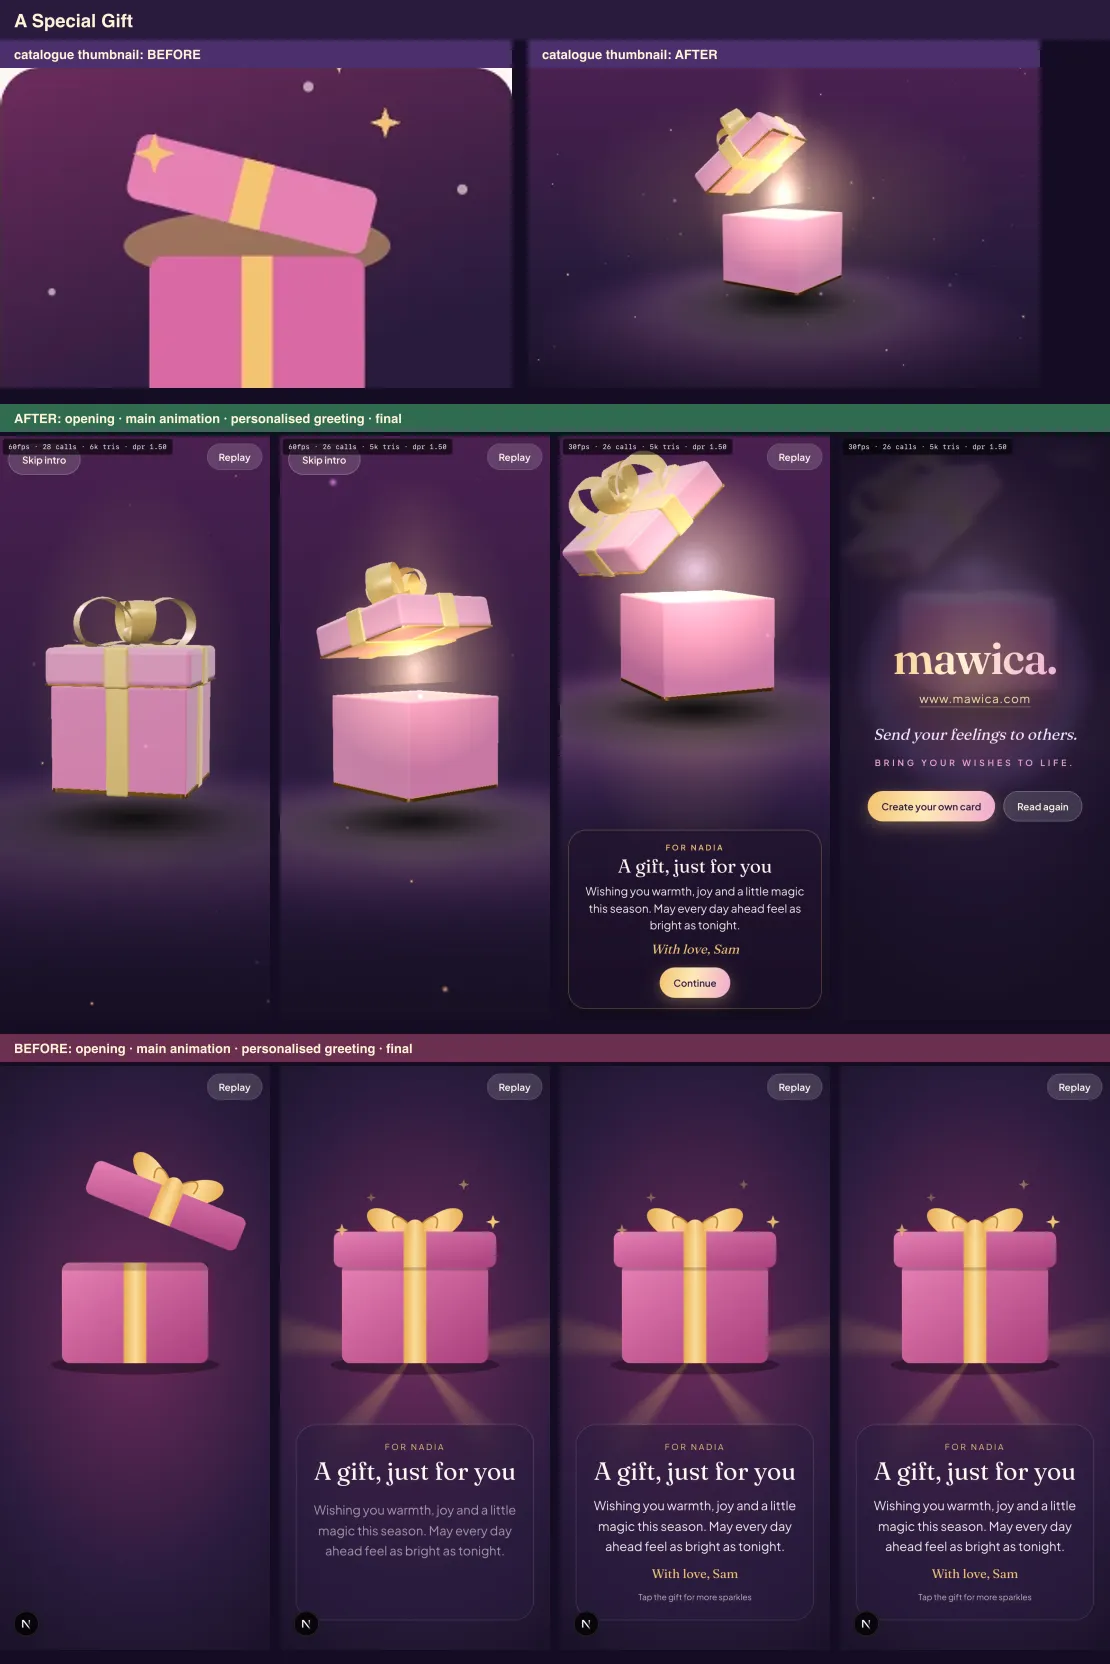 A Special Gift
catalogue thumbnail: BEFORE
catalogue thumbnail: AFTER
AFTER: opening · main animation · personalised greeting · final
60fps · 28 calls · 6k tris · dpr 1.50
Skip intro
Replay
60fps · 26 calls · 5k tris · dpr 1.50
Skip intro
Replay
30fps · 26 calls · 5k tris · dpr 1.50
Replay
FOR NADIA
A gift, just for you
Wishing you warmth, joy and a little magic
this season. May every day ahead feel as
bright as tonight.
With love, Sam
Continue
30fps · 26 calls · 5k tris · dpr 1.50
mawica.
www.mawica.com
Send your feelings to others.
BRING YOUR WISHES TO LIFE.
Create your own card
Read again
BEFORE: opening · main animation · personalised greeting · final
Replay
N
Replay
FOR NADIA
A gift, just for you
Wishing you warmth, joy and a little
magic this season. May every day
ahead feel as bright as tonight.
N
Replay
FOR NADIA
A gift, just for you
Wishing you warmth, joy and a little
magic this season. May every day
ahead feel as bright as tonight.
With love, Sam
Tap the gift for more sparkles
N
Replay
FOR NADIA
A gift, just for you
Wishing you warmth, joy and a little
magic this season. May every day
ahead feel as bright as tonight.
With love, Sam
Tap the gift for more sparkles
N